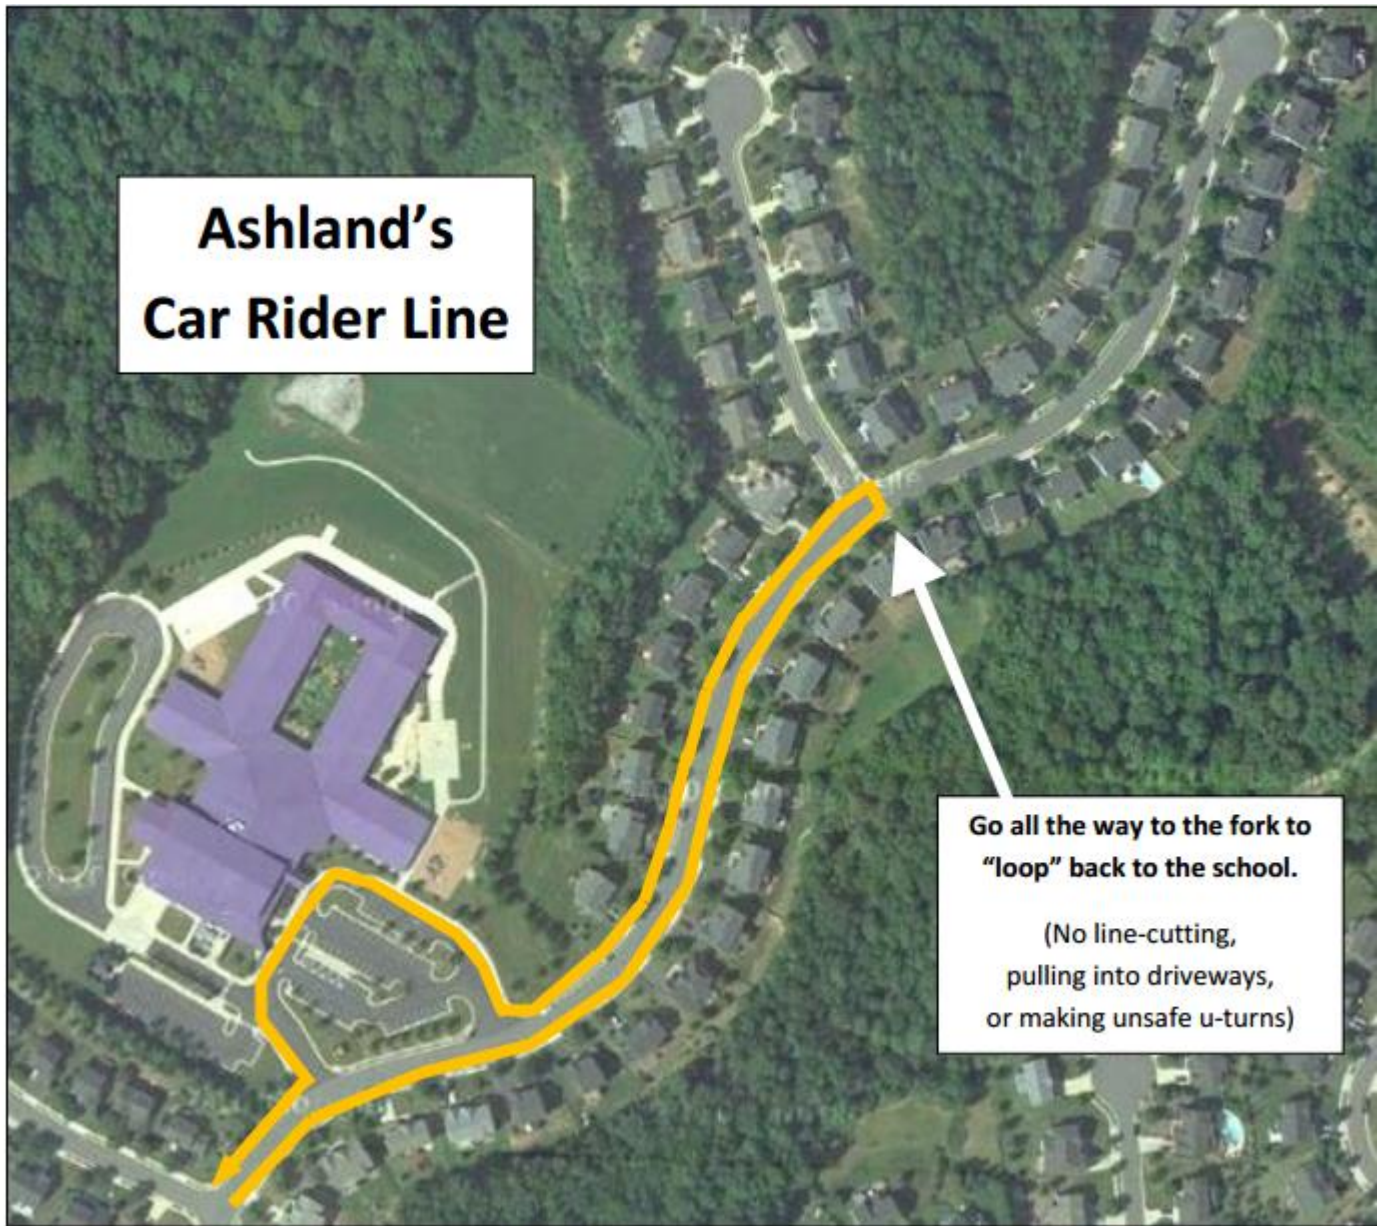 Ashland’s
Car Rider Line
Go all the way to the fork to
“loop” back to the school.
(No line-cutting,
pulling into driveways,
or making unsafe u-turns)